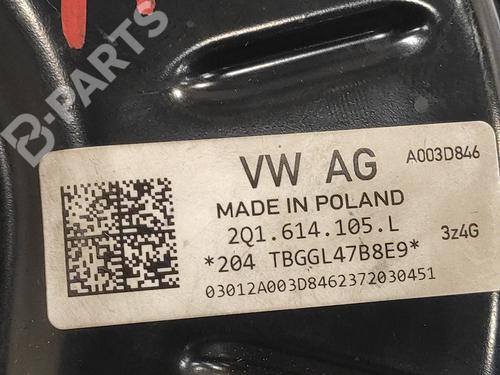 B-PARTS
VW AG
A003D846
MADE IN POLAND
2Q1.614.105.L
3z4G
*204 TBGGL47B8E9*
03012A003D8462372030451